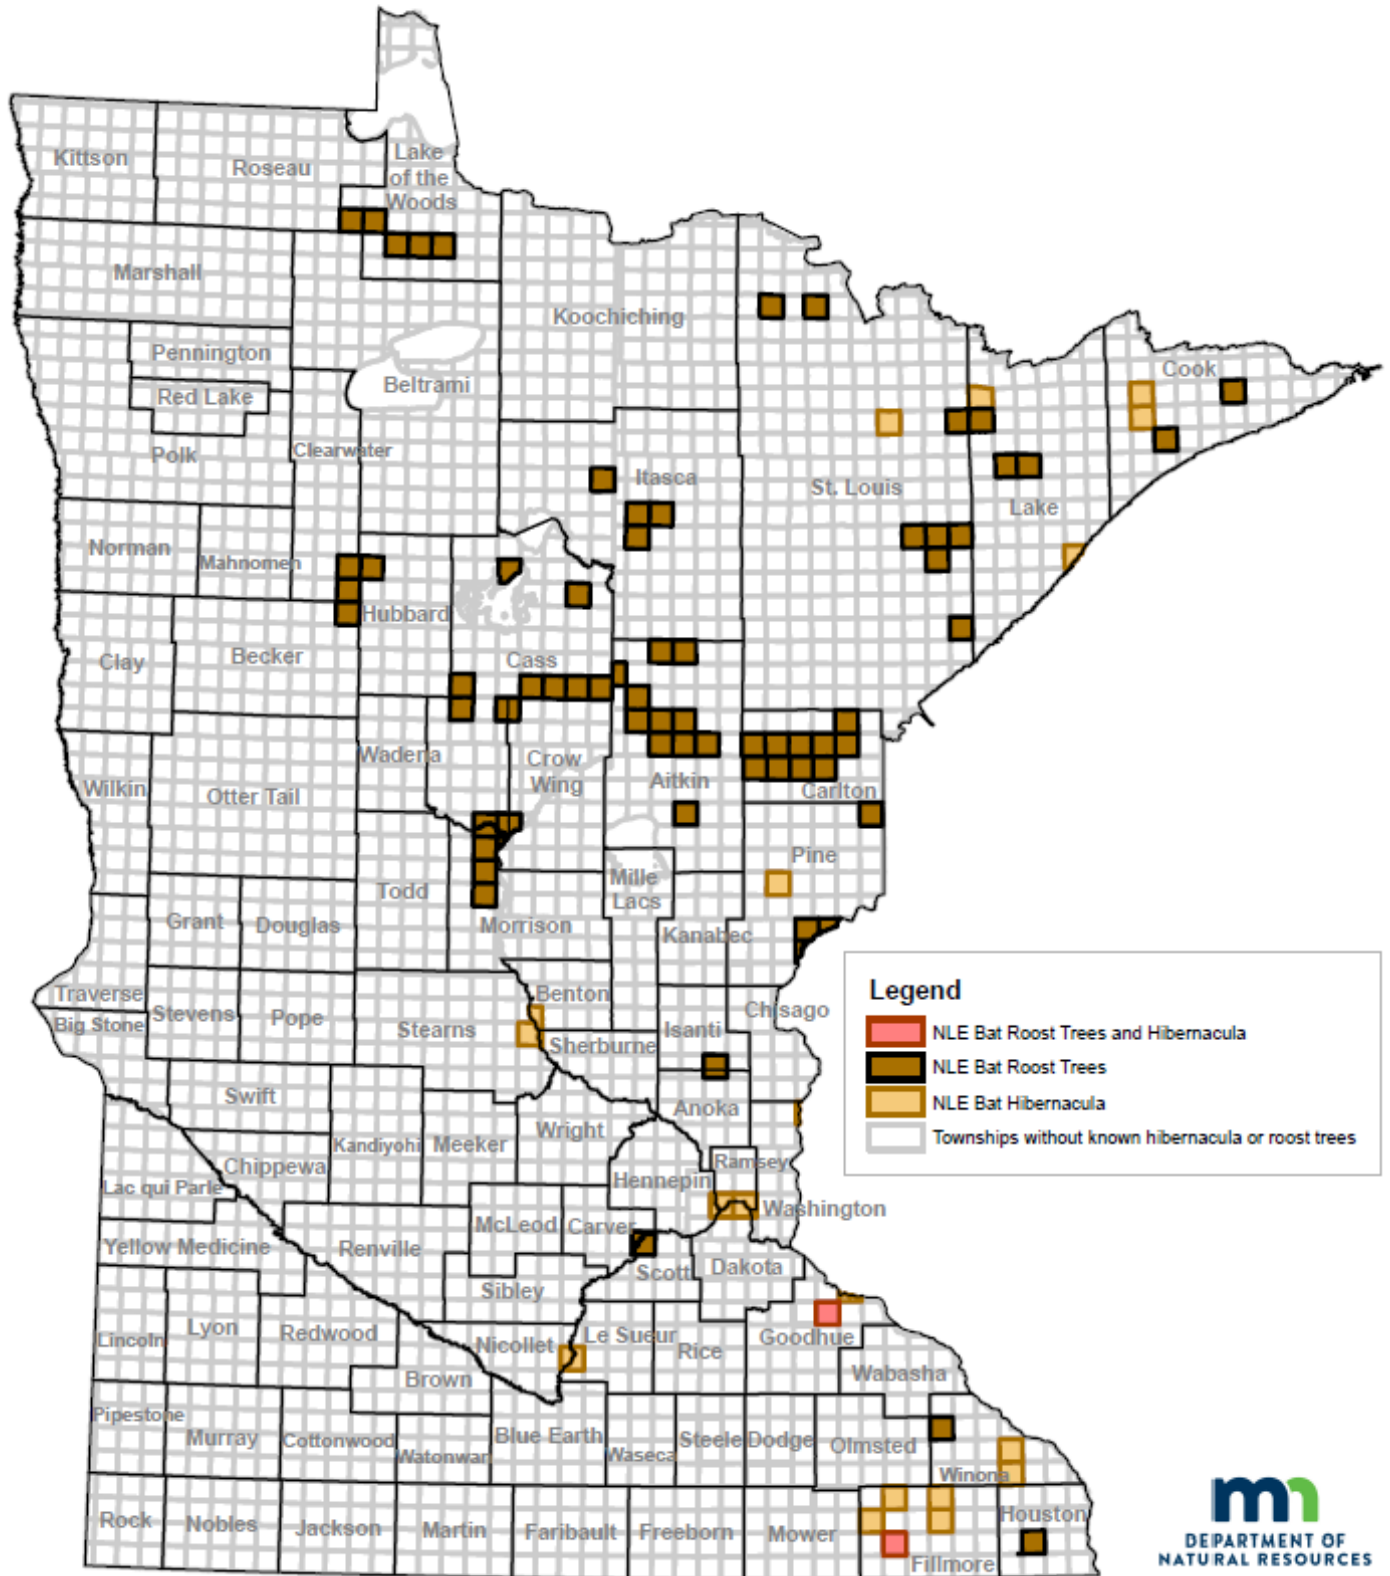 Kittson
Roseau
Lake
of the
Woods
Marshall
Koochiching
Pennington
Red Lake
Beltrami
Cook
Polk
Clearwater
Itasca
St. Louis
Lake
Norman
Mahnomen
Hubbard
Clay
Becker
Cass
Wadena
Crow
Wing
Aitkin
Carlton
Wilkin
Otter Tail
Pine
Todd
Mille
Lacs
Grant
Douglas
Morrison
Kanabec
Traverse
Big Stone
Stevens
Pope
Stearns
Benton
Sherburne
Isanti
Chisago
Legend
NLE Bat Roost Trees and Hibernacula
NLE Bat Roost Trees
NLE Bat Hibernacula
Townships without known hibernacula or roost trees
Swift
Anoka
Wright
Kandiyohi
Meeker
Chippewa
Lac qui Parle
Hennepin
Ramsey
Washington
Yellow Medicine
Renville
McLeod
Carver
Scott
Dakota
Sibley
Lincoln
Lyon
Redwood
Nicollet
Le Sueur
Rice
Goodhue
Brown
Wabasha
Pipestone
Murray
Cottonwood
Watonwan
Blue Earth
Waseca
Steele
Dodge
Olmsted
Winona
Rock
Nobles
Jackson
Martin
Faribault
Freeborn
Mower
Fillmore
Houston
mn
DEPARTMENT OF
NATURAL RESOURCES